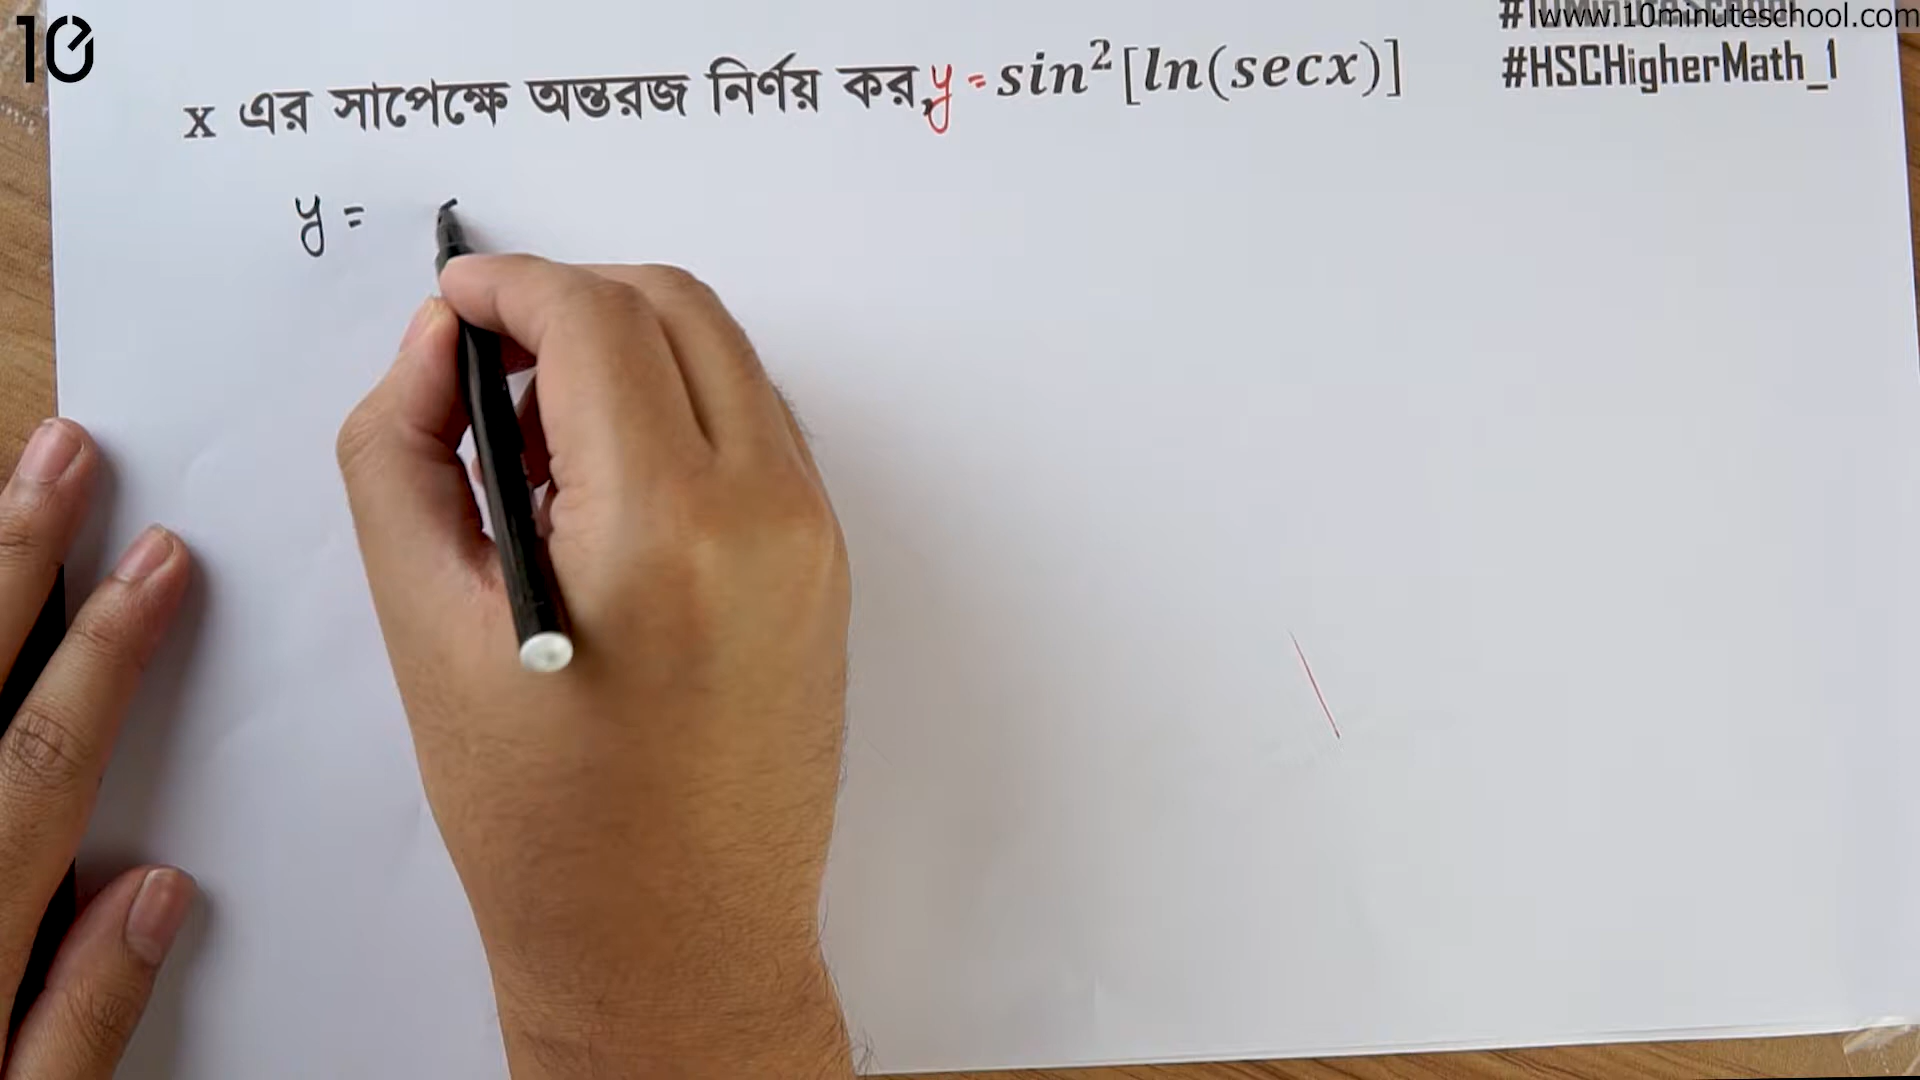 10
www.10minuteschool.com
#HSCHigherMath_1
x এর সাপেক্ষে অন্তরজ নির্ণয় কর, y = sin²[ln(secx)]
y =